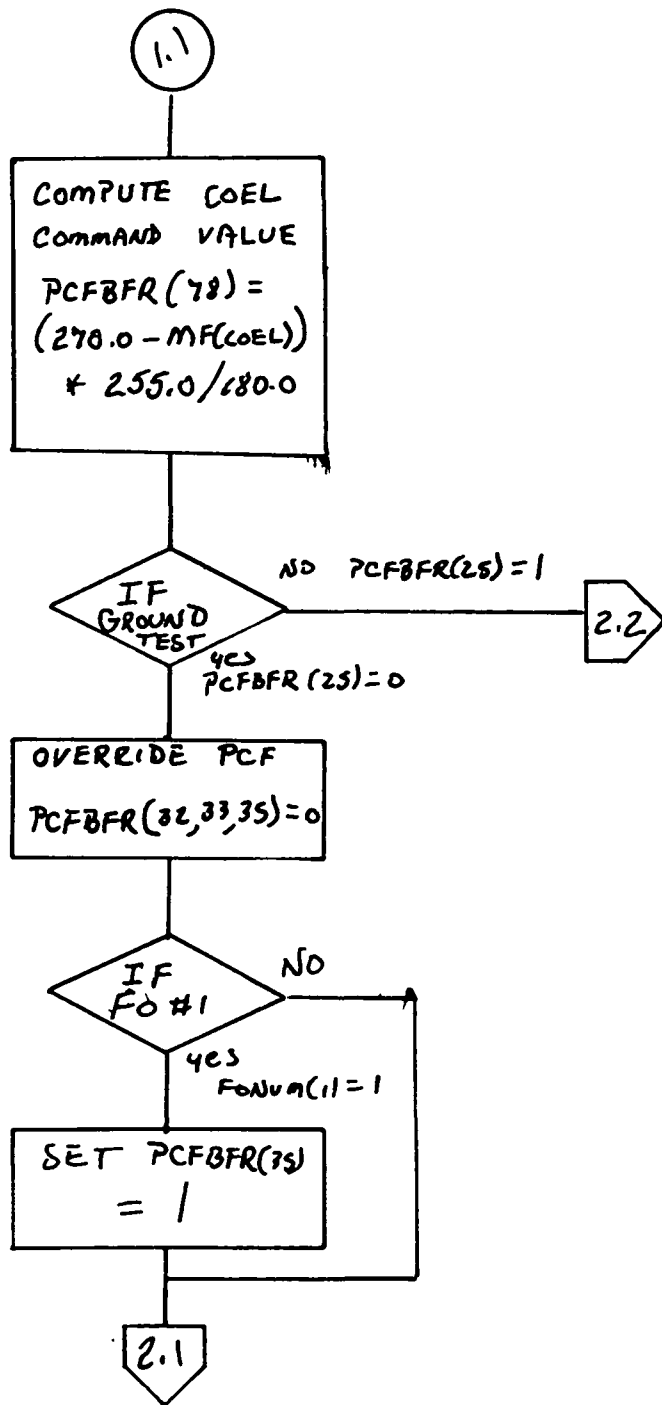 1.1
COMPUTE COEL
COMMAND VALUE
PCFBFR(78) =
(270.0 - MF(COEL))
* 255.0/180.0
IF
GROUND
TEST
NO PCFBFR(25) = 1
2.2
yes
PCFBFR(25) = 0
OVERRIDE PCF
PCFBFR(32,33,35) = 0
IF
FO #1
NO
yes
FONUM(1) = 1
SET PCFBFR(35)
= 1
2.1